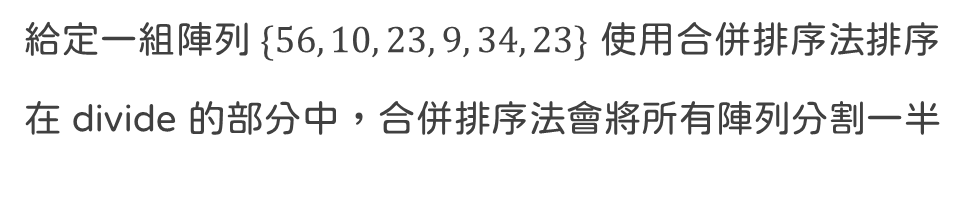 給定一組陣列 {56, 10, 23, 9, 34, 23} 使用合併排序法排序
在 divide 的部分中，合併排序法會將所有陣列分割一半